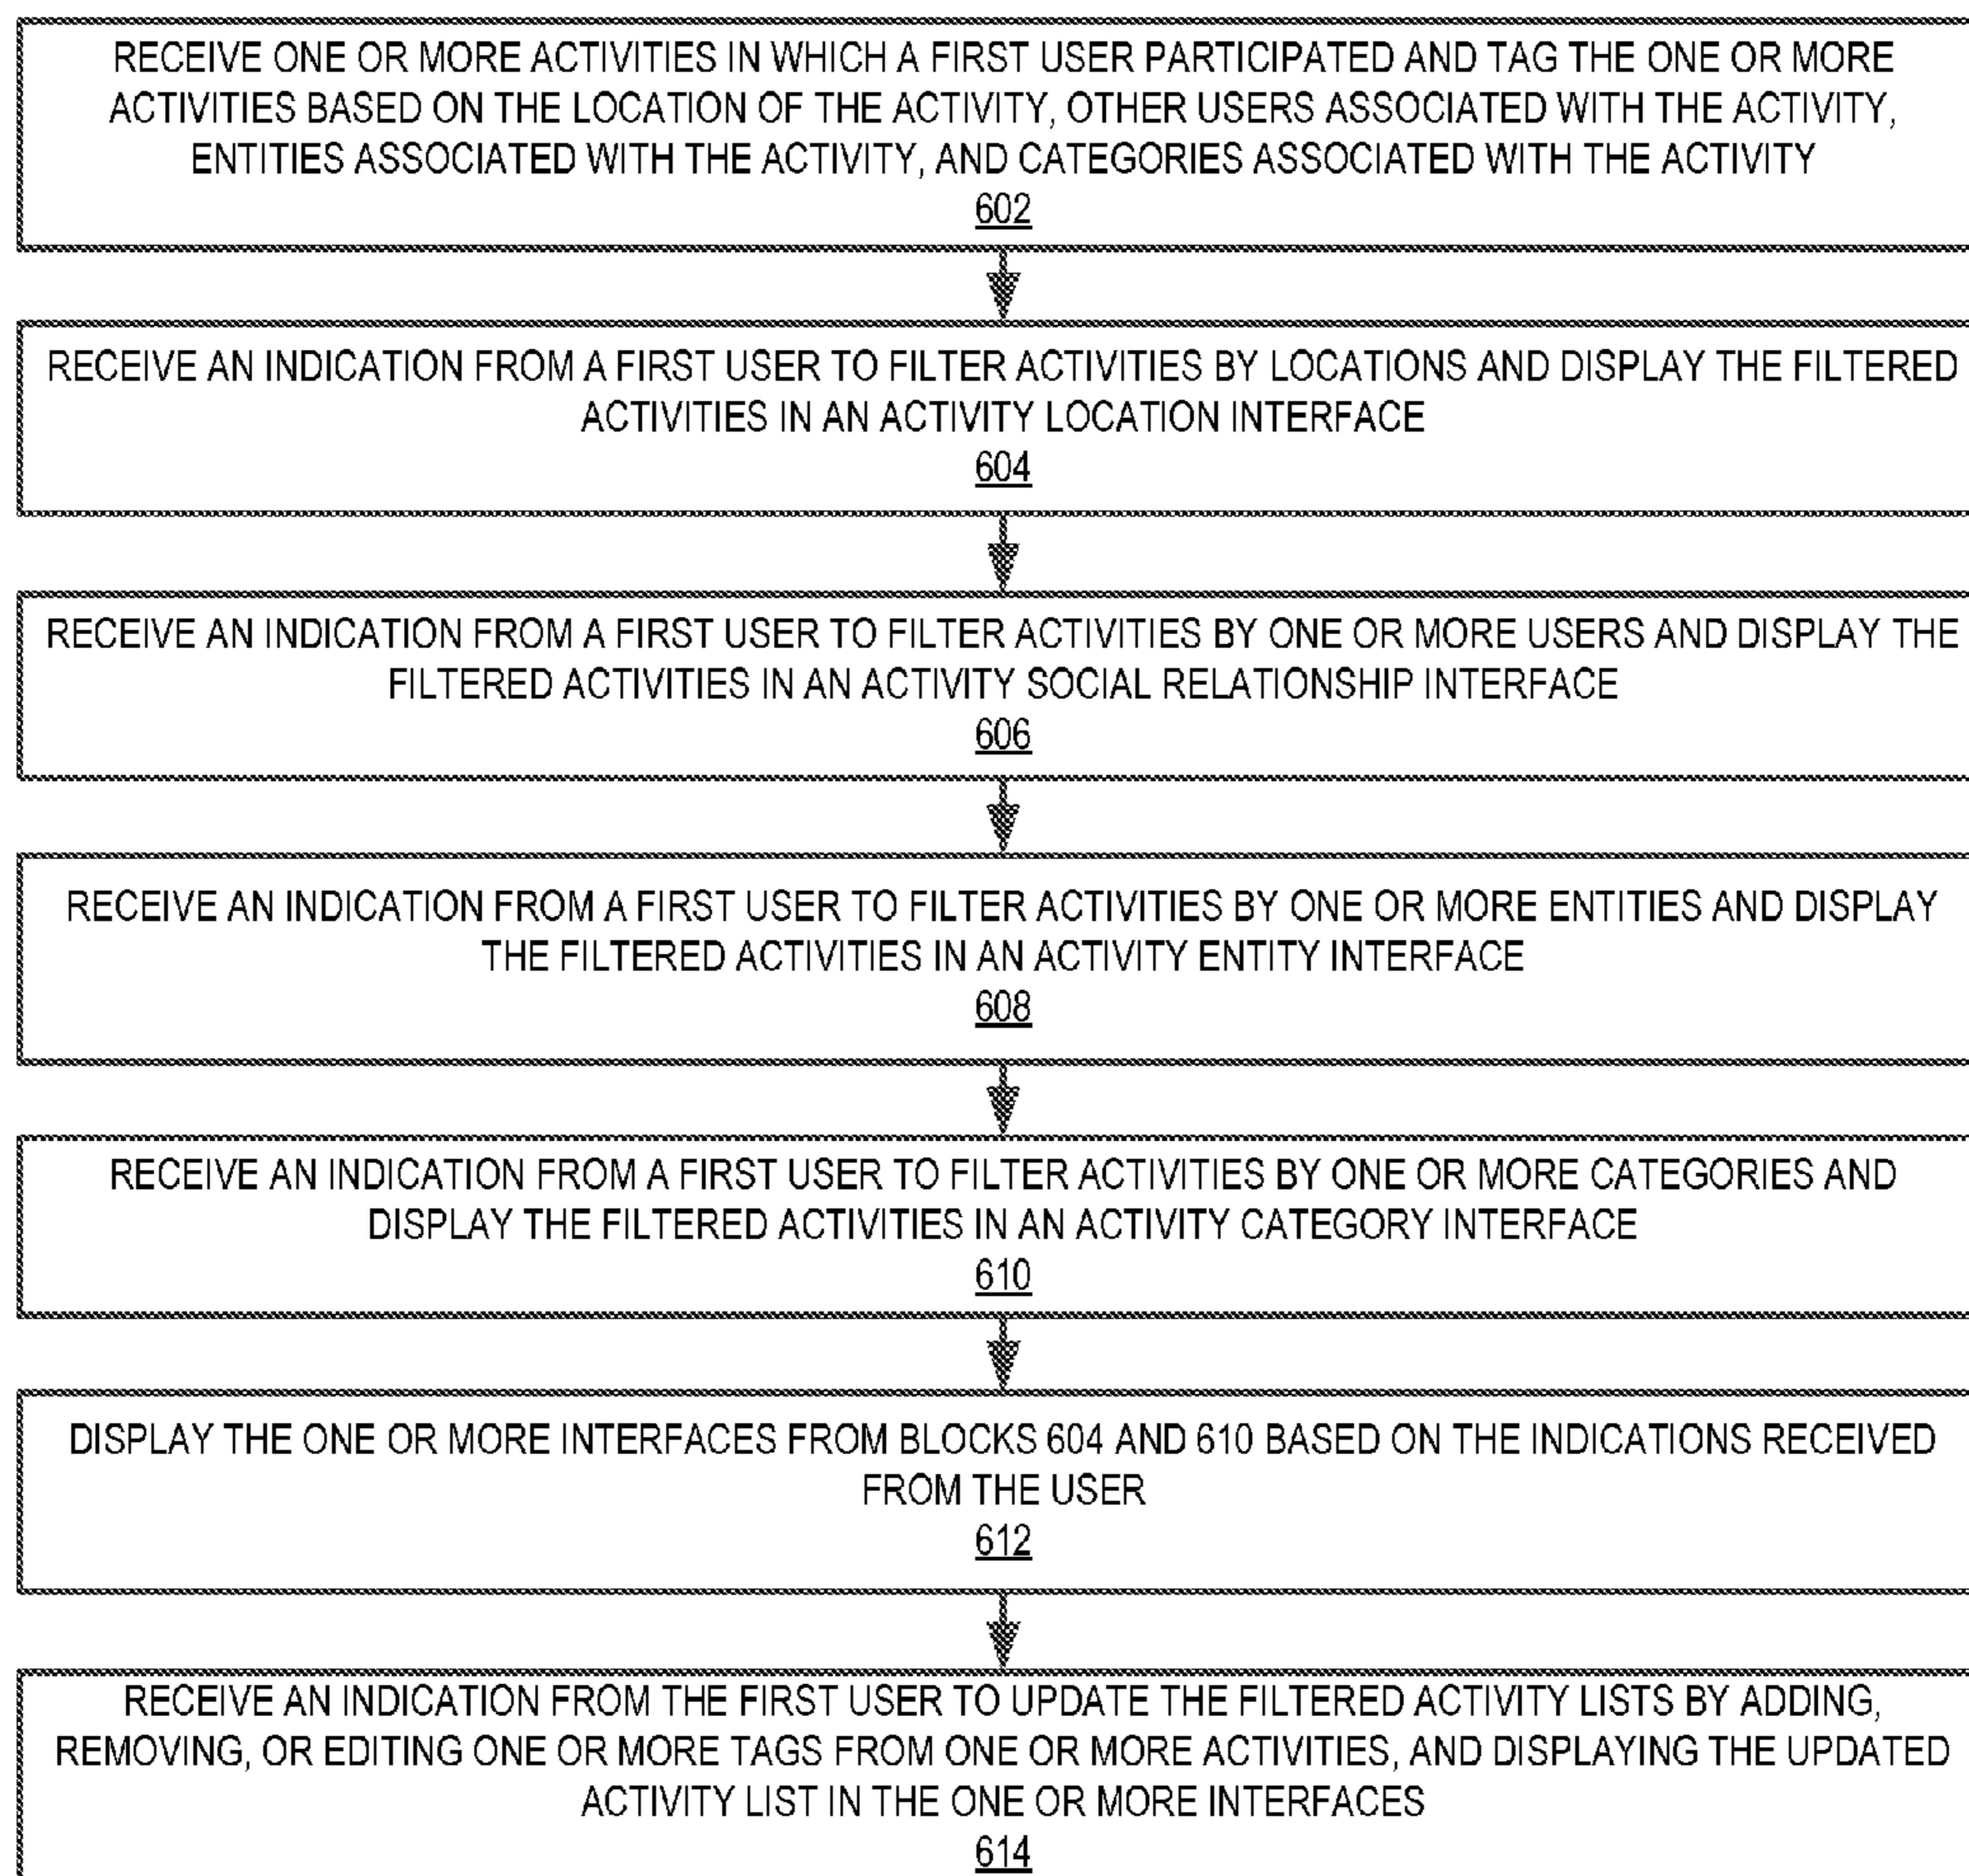 RECEIVE ONE OR MORE ACTIVITIES IN WHICH A FIRST USER PARTICIPATED AND TAG THE ONE OR MORE
ACTIVITIES BASED ON THE LOCATION OF THE ACTIVITY, OTHER USERS ASSOCIATED WITH THE ACTIVITY,
ENTITIES ASSOCIATED WITH THE ACTIVITY, AND CATEGORIES ASSOCIATED WITH THE ACTIVITY
602
RECEIVE AN INDICATION FROM A FIRST USER TO FILTER ACTIVITIES BY LOCATIONS AND DISPLAY THE FILTERED
ACTIVITIES IN AN ACTIVITY LOCATION INTERFACE
604
RECEIVE AN INDICATION FROM A FIRST USER TO FILTER ACTIVITIES BY ONE OR MORE USERS AND DISPLAY THE
FILTERED ACTIVITIES IN AN ACTIVITY SOCIAL RELATIONSHIP INTERFACE
606
RECEIVE AN INDICATION FROM A FIRST USER TO FILTER ACTIVITIES BY ONE OR MORE ENTITIES AND DISPLAY
THE FILTERED ACTIVITIES IN AN ACTIVITY ENTITY INTERFACE
608
RECEIVE AN INDICATION FROM A FIRST USER TO FILTER ACTIVITIES BY ONE OR MORE CATEGORIES AND
DISPLAY THE FILTERED ACTIVITIES IN AN ACTIVITY CATEGORY INTERFACE
610
DISPLAY THE ONE OR MORE INTERFACES FROM BLOCKS 604 AND 610 BASED ON THE INDICATIONS RECEIVED
FROM THE USER
612
RECEIVE AN INDICATION FROM THE FIRST USER TO UPDATE THE FILTERED ACTIVITY LISTS BY ADDING,
REMOVING, OR EDITING ONE OR MORE TAGS FROM ONE OR MORE ACTIVITIES, AND DISPLAYING THE UPDATED
ACTIVITY LIST IN THE ONE OR MORE INTERFACES
614